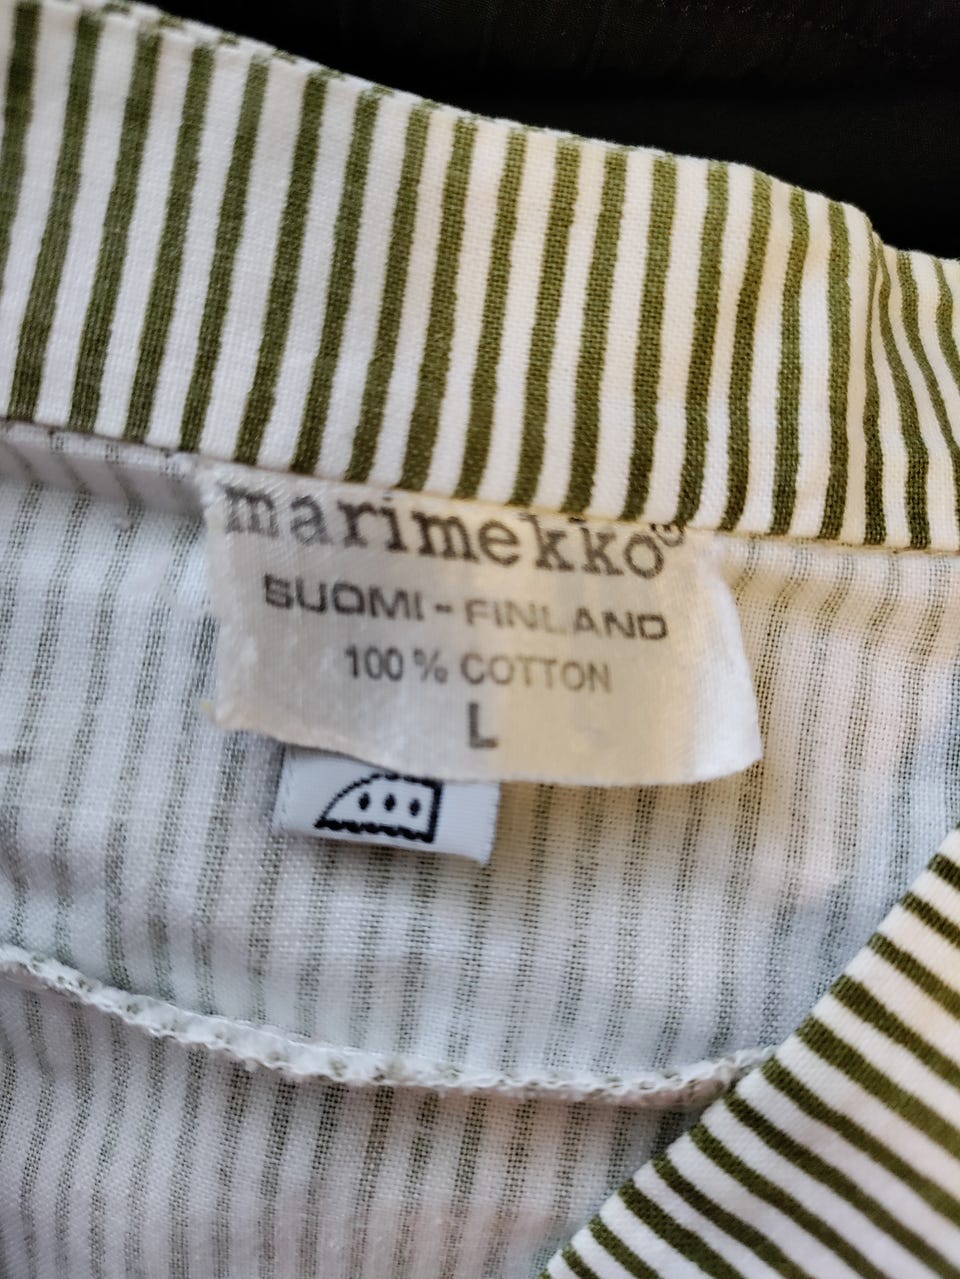 marimekko®
SUOMI-FINLAND
100% COTTON
L